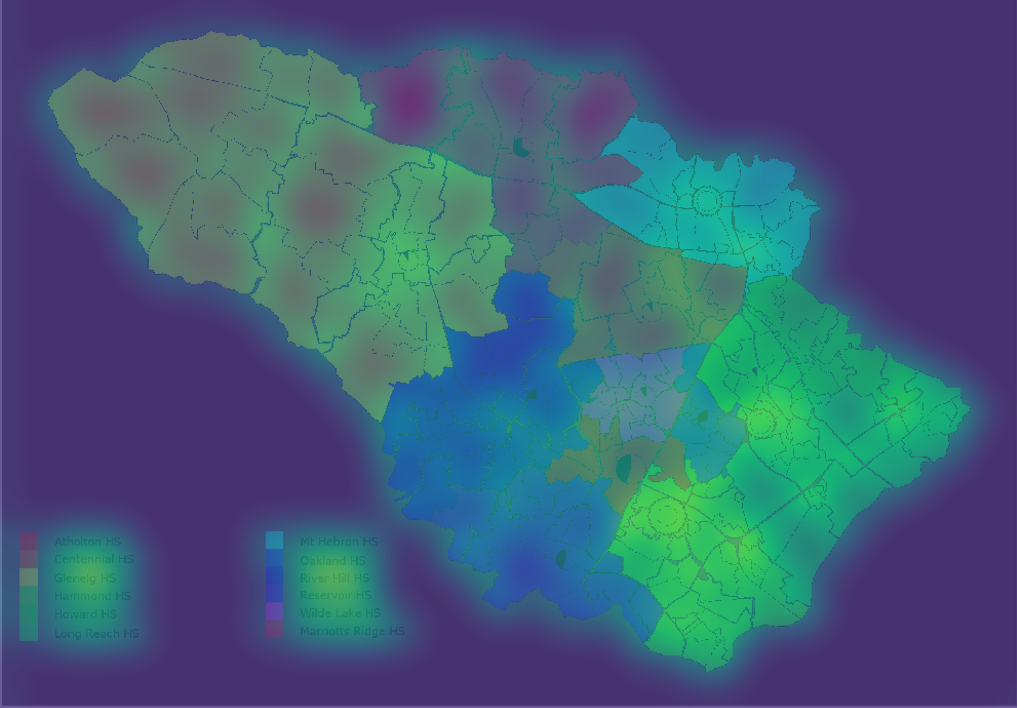 Atholton HS
Centennial HS
Glenelg HS
Hammond HS
Howard HS
Long Reach HS
Mt Hebron HS
Oakland HS
River Hill HS
Reservoir HS
Wilde Lake HS
Marriotts Ridge HS